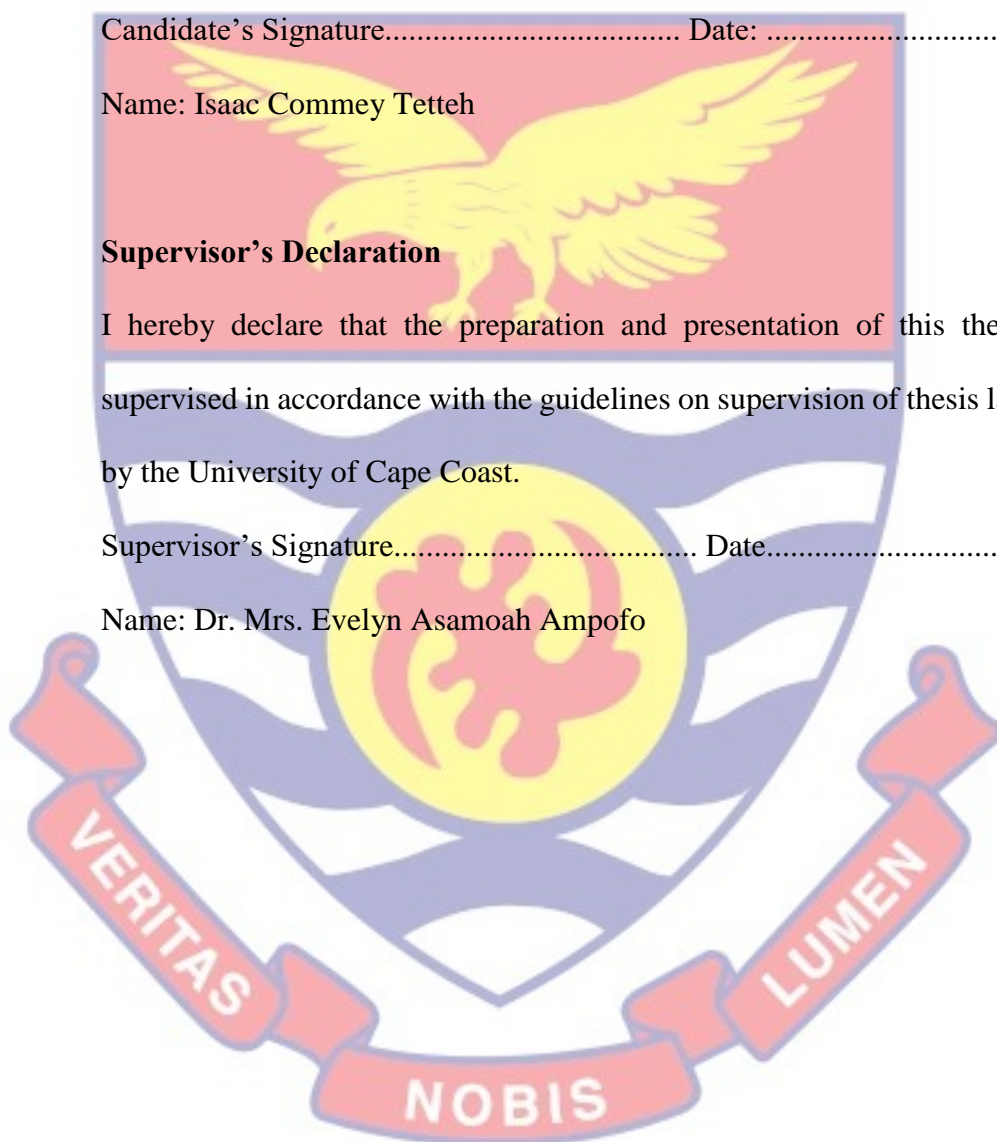 Candidate’s Signature..................................... Date: .............................
Name: Isaac Commey Tetteh
Supervisor’s Declaration
I hereby declare that the preparation and presentation of this the
supervised in accordance with the guidelines on supervision of thesis l
by the University of Cape Coast.
Supervisor’s Signature...................................... Date.............................
Name: Dr. Mrs. Evelyn Asamoah Ampofo
VERITAS
NOBIS
LUMEN